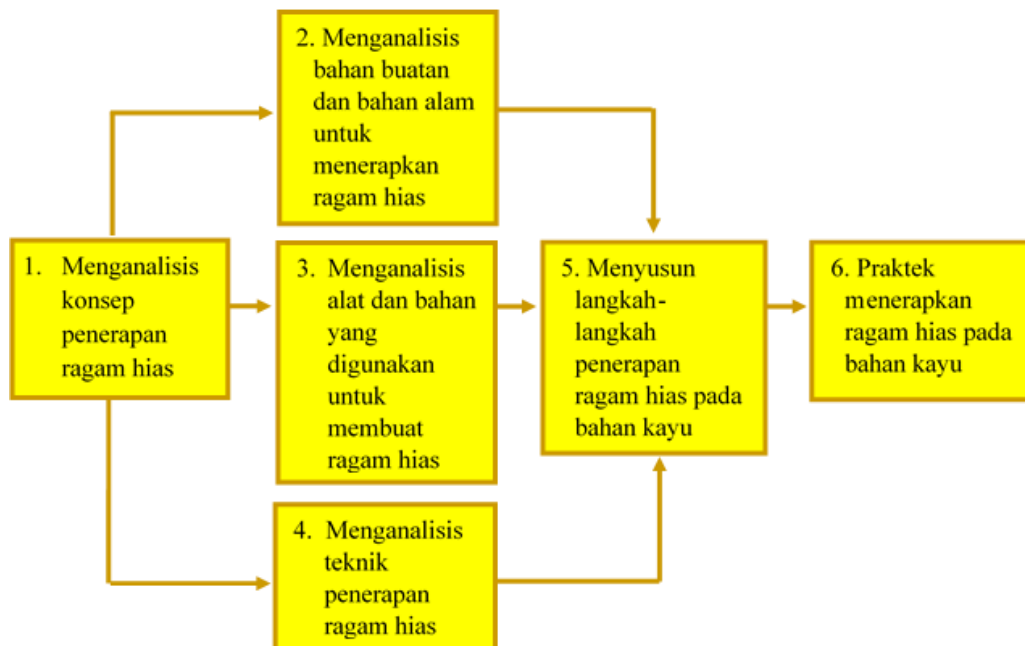 2. Menganalisis
bahan buatan
dan bahan alam
untuk
menerapkan
ragam hias
1. Menganalisis
konsep
penerapan
ragam hias
3. Menganalisis
alat dan bahan
yang
digunakan
untuk
membuat
ragam hias
4. Menganalisis
teknik
penerapan
ragam hias
5. Menyusun
langkah-
langkah
penerapan
ragam hias pada
bahan kayu
6. Praktek
menerapkan
ragam hias pada
bahan kayu